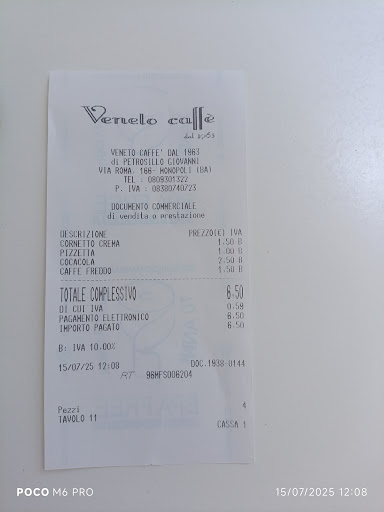 Veneto caffè
dal 1963
VENETO CAFFE' DAL 1963
di PETROSILLO GIOVANNI
VIA ROMA, 166- MONOPOLI (BA)
TEL : 0809301322
P. IVA : 08380740723
DOCUMENTO COMMERCIALE
di vendita o prestazione
DESCRIZIONE PREZZO(€) IVA
CORNETTO CREMA 1.50 B
PIZZETTA 1.00 B
COCACOLA 2.50 B
CAFFE FREDDO 1.50 B
TOTALE COMPLESSIVO 6.50
DI CUI IVA 0.59
PAGAMENTO ELETTRONICO 6.50
IMPORTO PAGATO 6.50
B: IVA 10.00%
15/07/25 12:08 DOC.1938-0144
RT 96MFS006204
Pezzi 4
TAVOLO 11
CASSA 1
POCO M6 PRO
15/07/2025 12:08